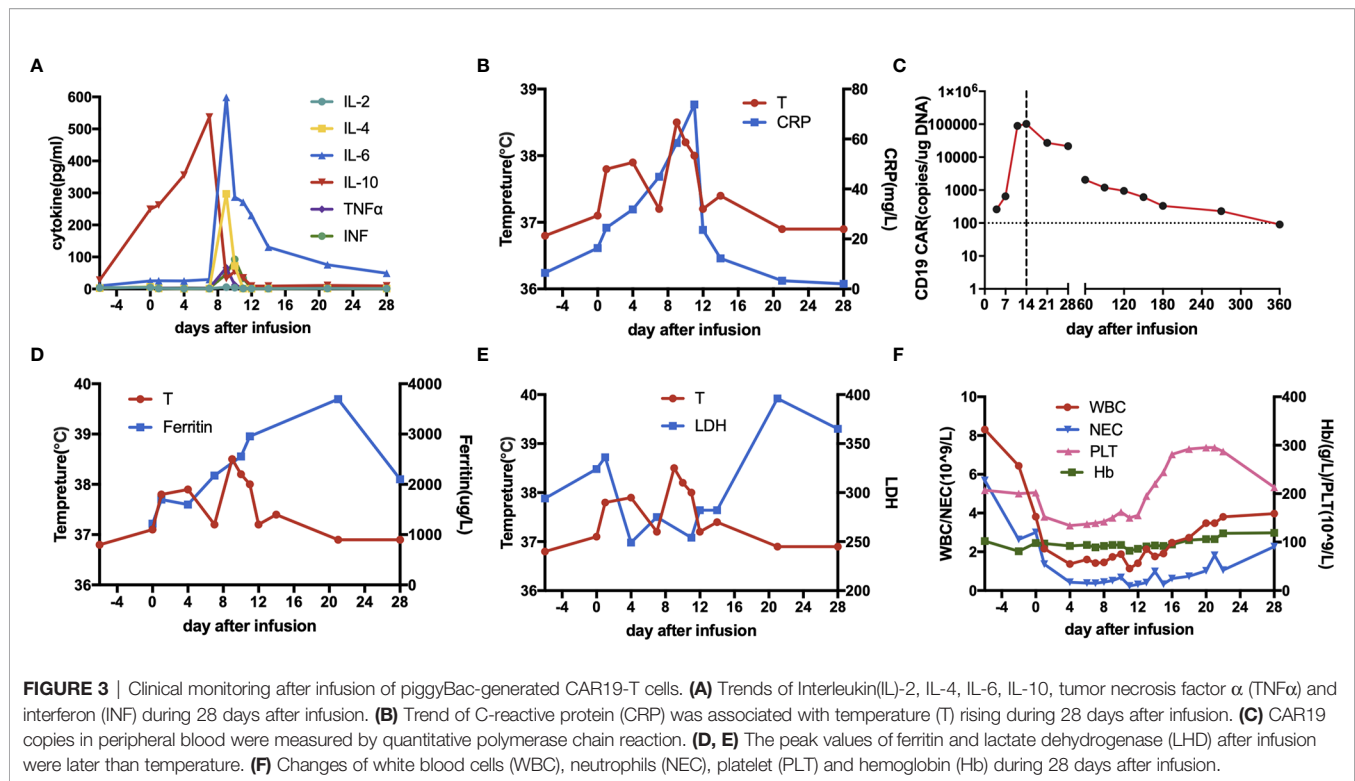 A
600
500
400
300
200
100
0
cytokine(pg/ml)
-4 0 4 8 12 16 20 24 28
days after infusion
IL-2
IL-4
IL-6
IL-10
TNFα
INF
B
39
38
37
36
Tempreture(°C)
80
60
40
20
0
CRP(mg/L)
-4 0 4 8 12 16 20 24 28
days after infusion
T
CRP
C
1×10⁶
100000
10000
1000
100
10
1
CD19 CAR(copies/ug DNA)
0 7 14 21 28 60 120 180 240 300 360
day after infusion
D
40
39
38
37
36
Tempreture(°C)
4000
3000
2000
1000
0
Ferritin(ug/L)
-4 0 4 8 12 16 20 24 28
day after infusion
T
Ferritin
E
40
39
38
37
36
Tempreture(°C)
400
350
300
250
200
LDH
-4 0 4 8 12 16 20 24 28
day after infusion
T
LDH
F
10
8
6
4
2
0
WBC/NEC(10^9/L)
400
300
200
100
0
Hb/(g/L)/PLT/10^9/L)
-4 0 4 8 12 16 20 24 28
day after infusion
WBC
NEC
PLT
Hb
FIGURE 3 | Clinical monitoring after infusion of piggyBac-generated CAR19-T cells. (A) Trends of Interleukin(IL)-2, IL-4, IL-6, IL-10, tumor necrosis factor α (TNFα) and
interferon (INF) during 28 days after infusion. (B) Trend of C-reactive protein (CRP) was associated with temperature (T) rising during 28 days after infusion. (C) CAR19
copies in peripheral blood were measured by quantitative polymerase chain reaction. (D, E) The peak values of ferritin and lactate dehydrogenase (LHD) after infusion
were later than temperature. (F) Changes of white blood cells (WBC), neutrophils (NEC), platelet (PLT) and hemoglobin (Hb) during 28 days after infusion.